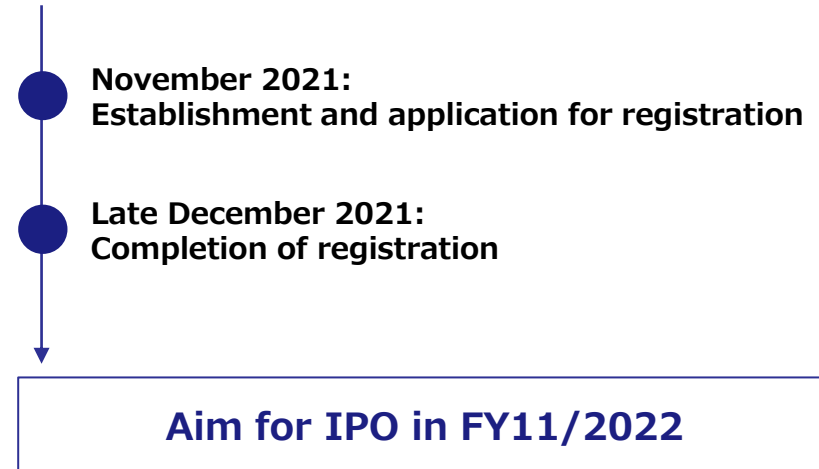 November 2021:
Establishment and application for registration
Late December 2021:
Completion of registration
Aim for IPO in FY11/2022